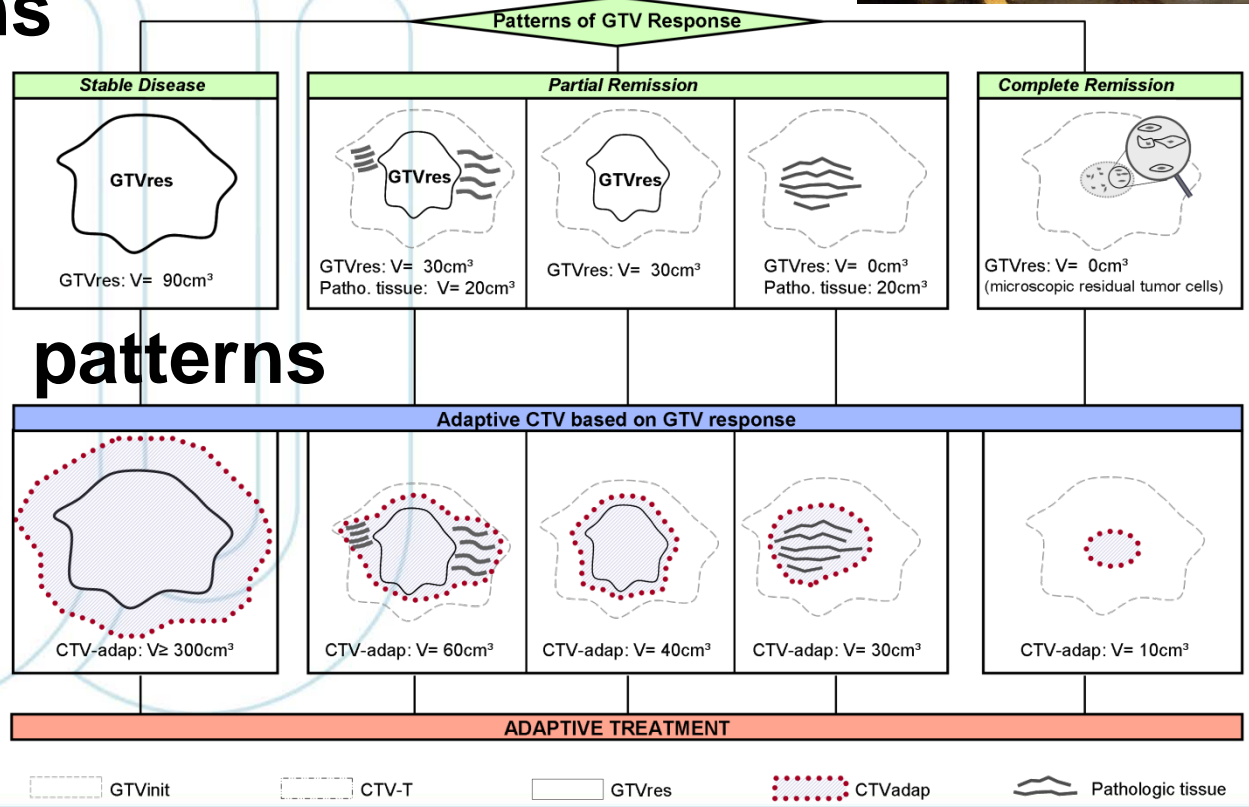 ns
Patterns of GTV Response
Stable Disease
Partial Remission
Complete Remission
GTVres
GTVres
GTVres
GTVres: V= 90cm³
GTVres: V= 30cm³
Patho. tissue: V= 20cm³
GTVres: V= 30cm³
GTVres: V= 0cm³
Patho. tissue: 20cm³
GTVres: V= 0cm³
(microscopic residual tumor cells)
patterns
Adaptive CTV based on GTV response
CTV-adap: V≥ 300cm³
CTV-adap: V= 60cm³
CTV-adap: V= 40cm³
CTV-adap: V= 30cm³
CTV-adap: V= 10cm³
ADAPTIVE TREATMENT
GTVinit
CTV-T
GTVres
CTVadap
Pathologic tissue